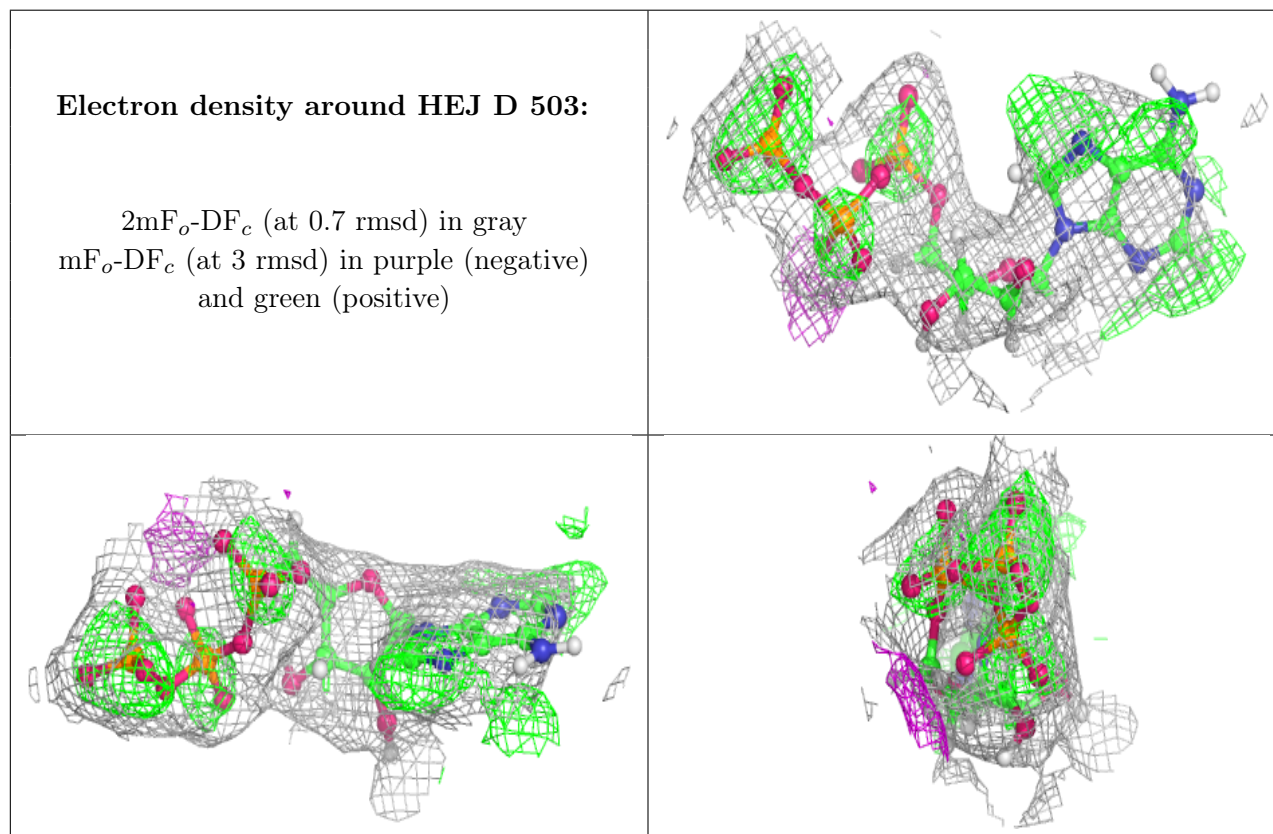 Electron density around HEJ D 503:
2mFo-DFc (at 0.7 rmsd) in gray
mFo-DFc (at 3 rmsd) in purple (negative)
and green (positive)